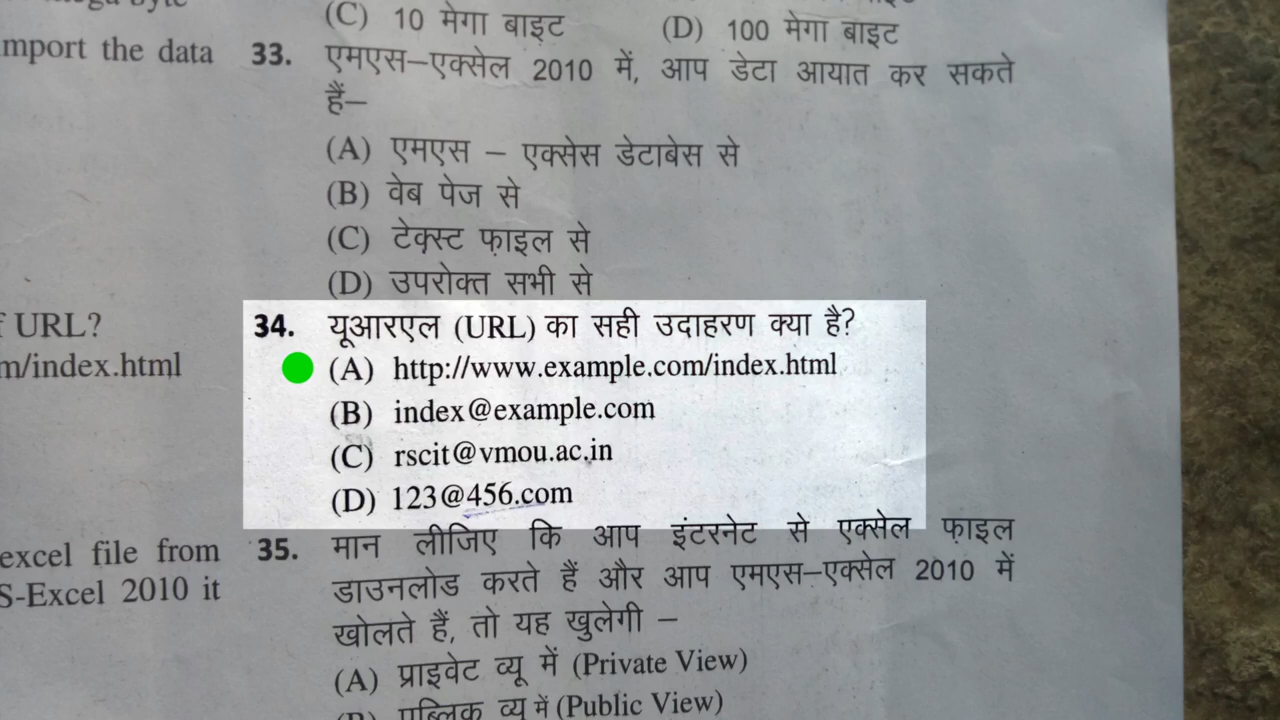 (C) 10 मेगा बाइट (D) 100 मेगा बाइट
the data
33. एमएस–एक्सेल 2010 में, आप डेटा आयात कर सकते
हैं–
(A) एमएस – एक्सेस डेटाबेस से
(B) वेब पेज से
(C) टेक्स्ट फ़ाइल से
(D) उपरोक्त सभी से
URL?
m/index.html
34. यूआरएल (URL) का सही उदाहरण क्या है?
(A) http://www.example.com/index.html
(B) index@example.com
(C) rscit@vmou.ac.in
(D) 123@456.com
excel file from
S-Excel 2010 it
35. मान लीजिए कि आप इंटरनेट से एक्सेल फ़ाइल
डाउनलोड करते हैं और आप एमएस–एक्सेल 2010 में
खोलते हैं, तो यह खुलेगी –
(A) प्राइवेट व्यू में (Private View)
(B) पब्लिक व्यू में (Public View)